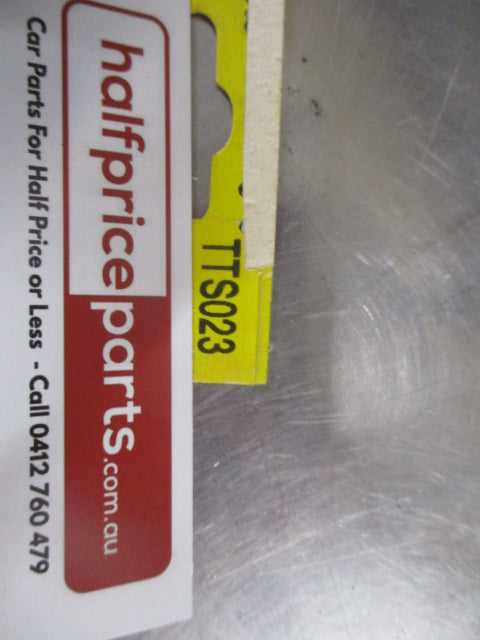 TTS023
halfpriceparts.com.au
Car Parts For Half Price or Less - Call 0412 760 479